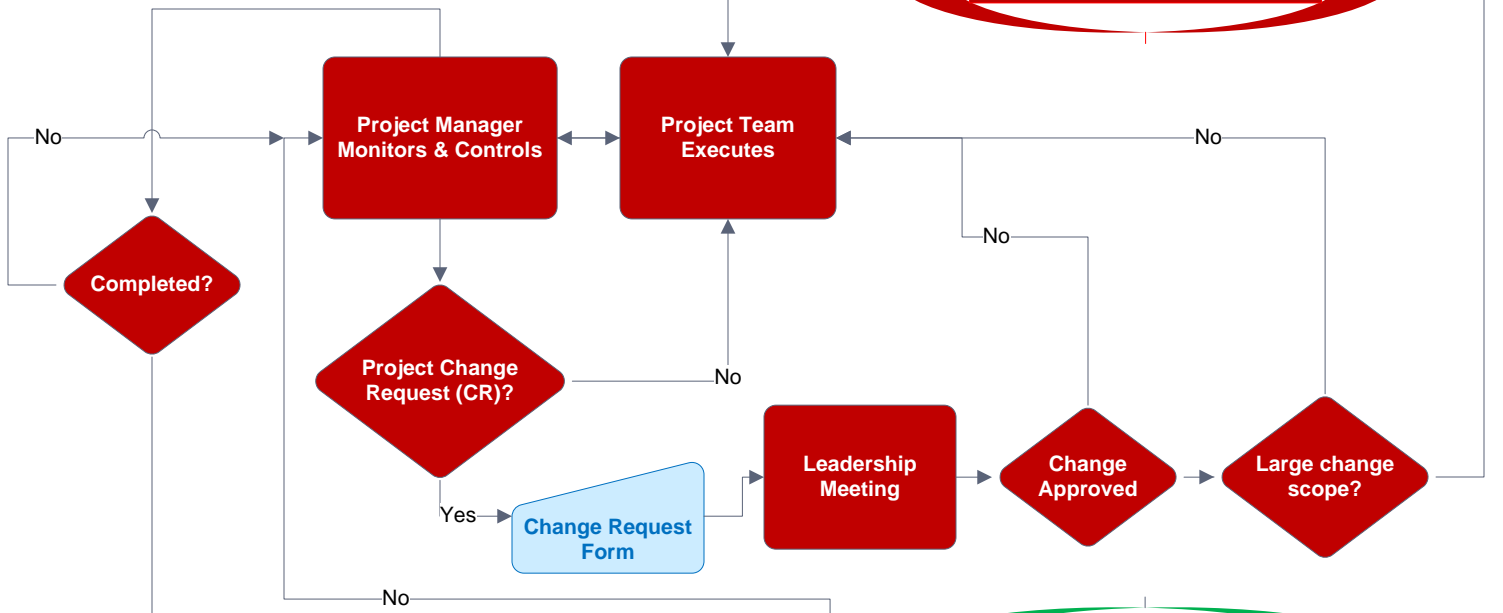 No
Project Manager
Monitors & Controls
Project Team
Executes
No
No
Completed?
Project Change
Request (CR)?
No
Leadership
Meeting
Change
Approved
Large change
scope?
Yes
Change Request
Form
No